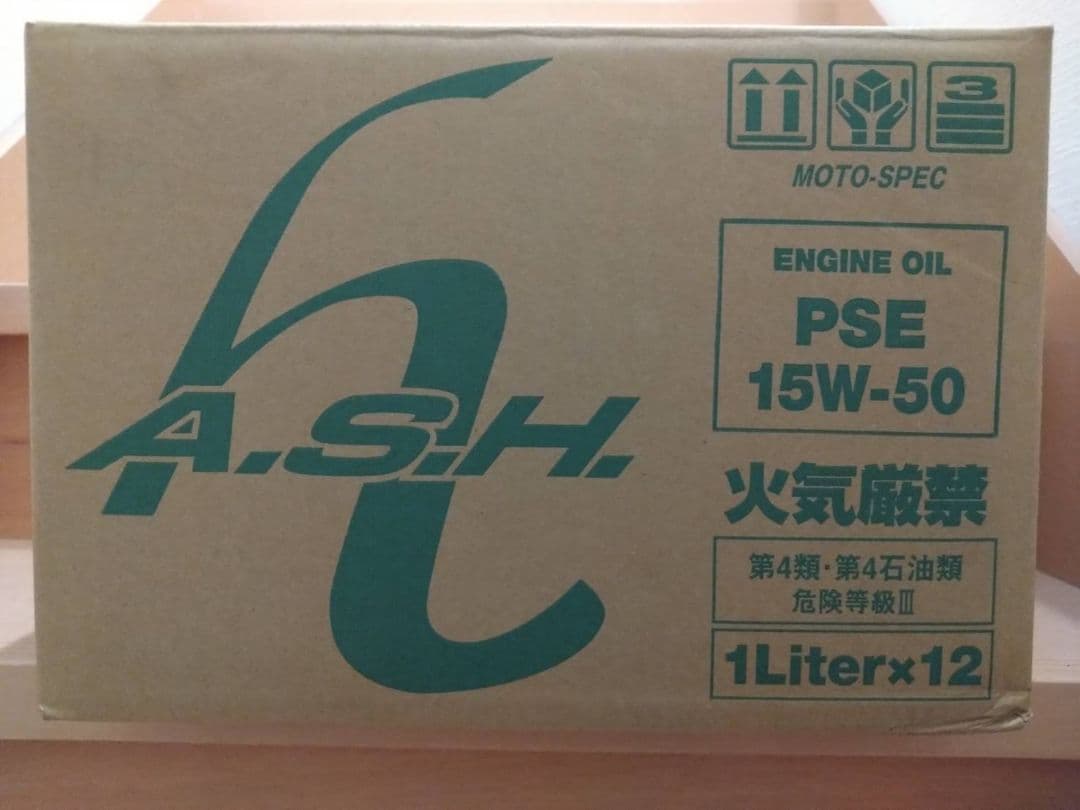 A.S.H.
3
MOTO-SPEC
ENGINE OIL
PSE
15W-50
火気厳禁
第4類・第4石油類
危険等級Ⅲ
1Liter×12